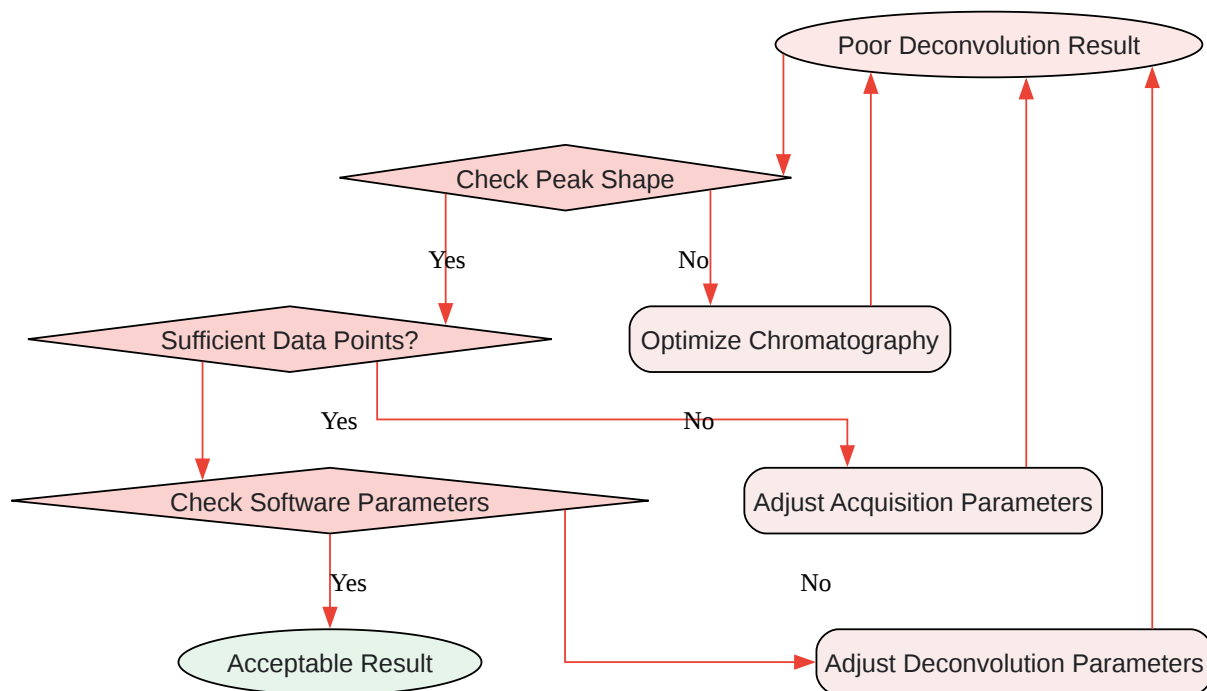 Poor Deconvolution Result
Check Peak Shape
Yes
No
Sufficient Data Points?
Optimize Chromatography
Yes
No
Check Software Parameters
Adjust Acquisition Parameters
Yes
No
Acceptable Result
Adjust Deconvolution Parameters